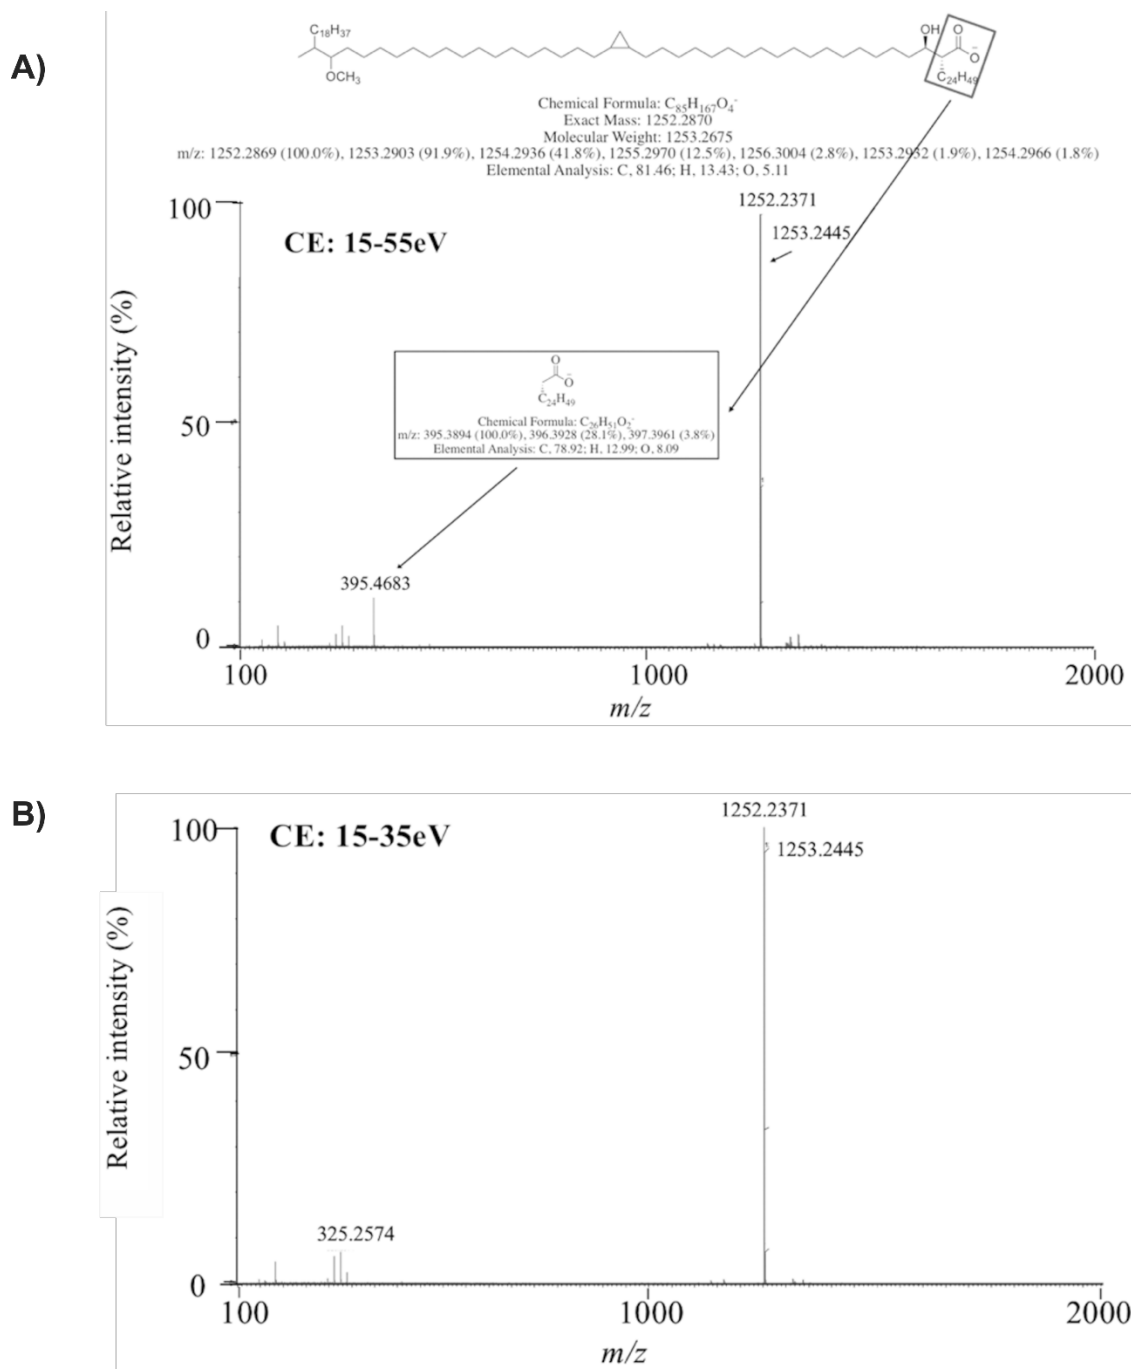 A)
C18H37
OCH3
OH
O
O-
C24H49
Chemical Formula: C85H167O4-
Exact Mass: 1252.2870
Molecular Weight: 1253.2675
m/z: 1252.2869 (100.0%), 1253.2903 (91.9%), 1254.2936 (41.8%), 1255.2970 (12.5%), 1256.3004 (2.8%), 1253.2932 (1.9%), 1254.2966 (1.8%)
Elemental Analysis: C, 81.46; H, 13.43; O, 5.11
Relative intensity (%)
100
50
0
CE: 15-55eV
1252.2371
1253.2445
O
O-
C24H49
Chemical Formula: C26H51O2-
m/z: 395.3894 (100.0%), 396.3928 (28.1%), 397.3961 (3.8%)
Elemental Analysis: C, 78.92; H, 12.99; O, 8.09
395.4683
100
1000
2000
m/z
B)
Relative intensity (%)
100
50
0
CE: 15-35eV
1252.2371
1253.2445
325.2574
100
1000
2000
m/z